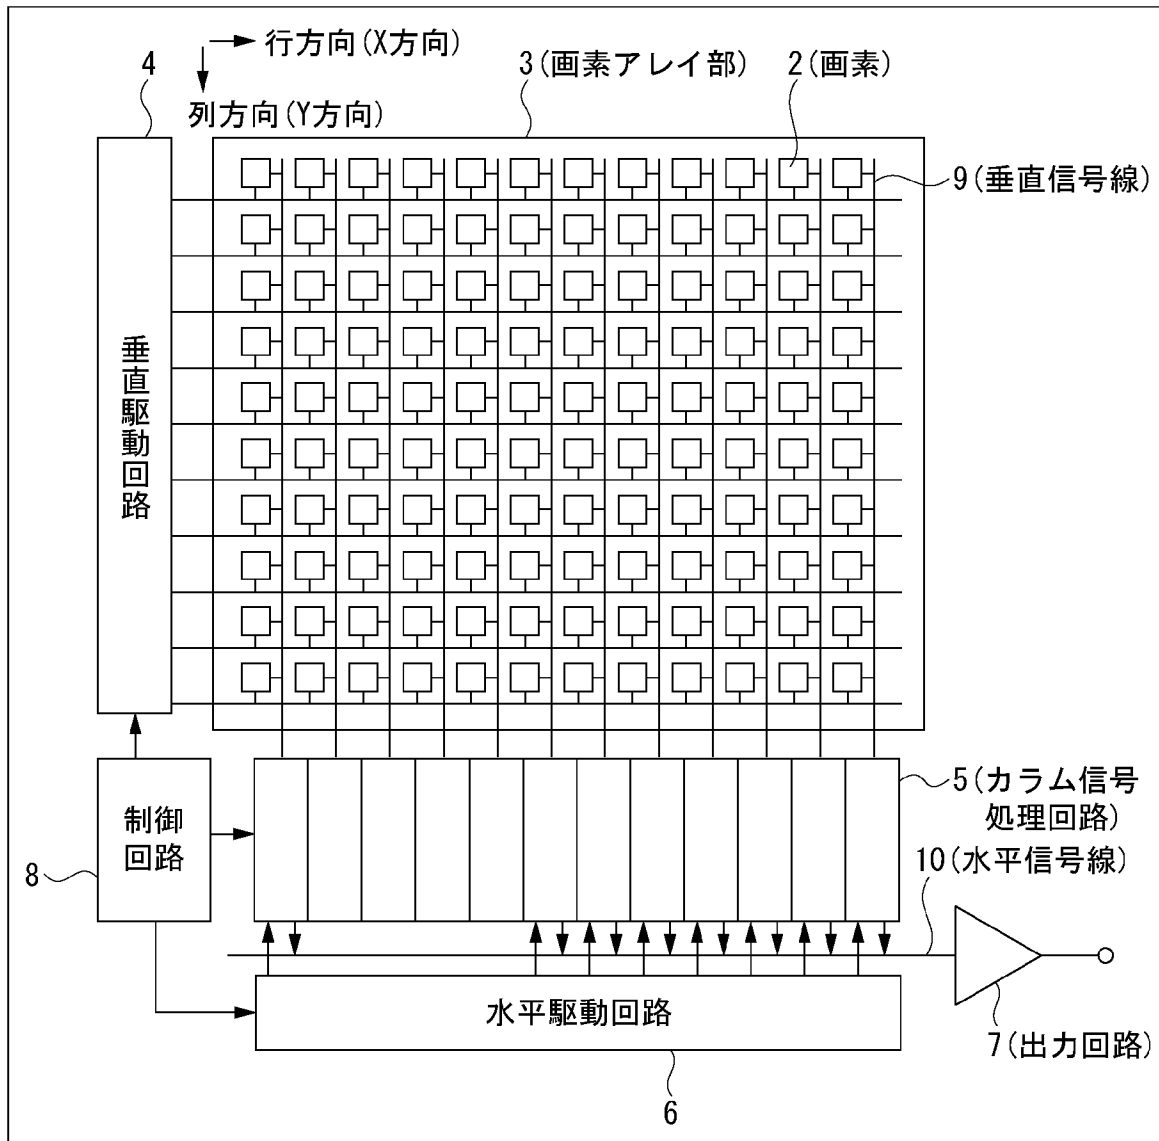 行方向(X方向)
列方向(Y方向)
4
3(画素アレイ部)
2(画素)
9(垂直信号線)
垂直駆動回路
制御
回路
8
5(カラム信号
処理回路)
10(水平信号線)
水平駆動回路
7(出力回路)
6